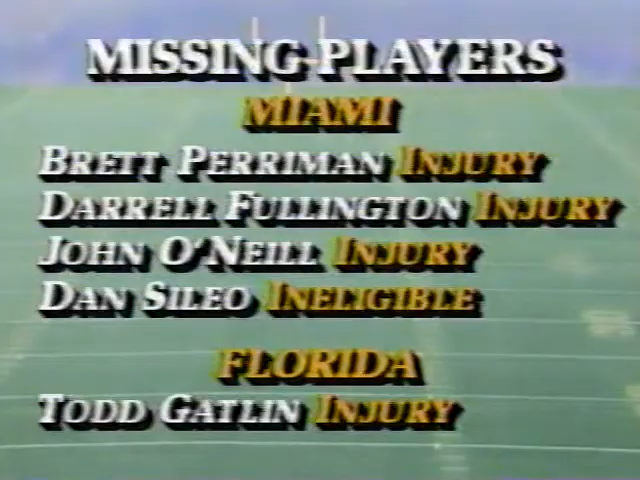 MISSING PLAYERS
MIAMI
BRETT PERRIMAN INJURY
DARRELL FULLINGTON INJURY
JOHN O'NEILL INJURY
DAN SILEO INELIGIBLE
FLORIDA
TODD GATLIN INJURY